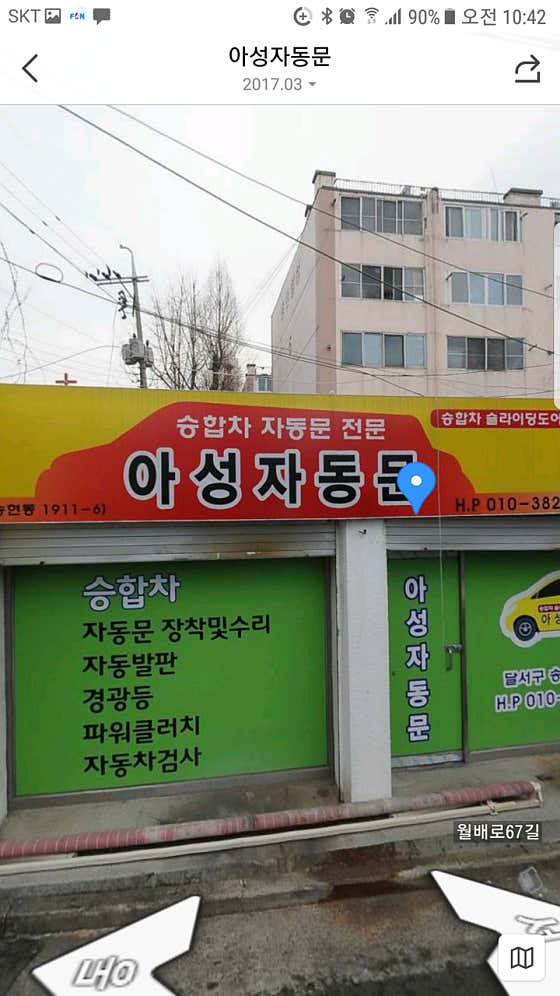 SKT 90% 오전 10:42
아성자동문
2017.03
승합차 자동문 전문
승합차 슬라이딩도어
아성자동문
1911-6)
H.P 010-382
승합차
자동문 장착및수리
자동발판
경광등
파워클러치
자동차검사
아성자동문
달서구
H.P 010-
월배로67길